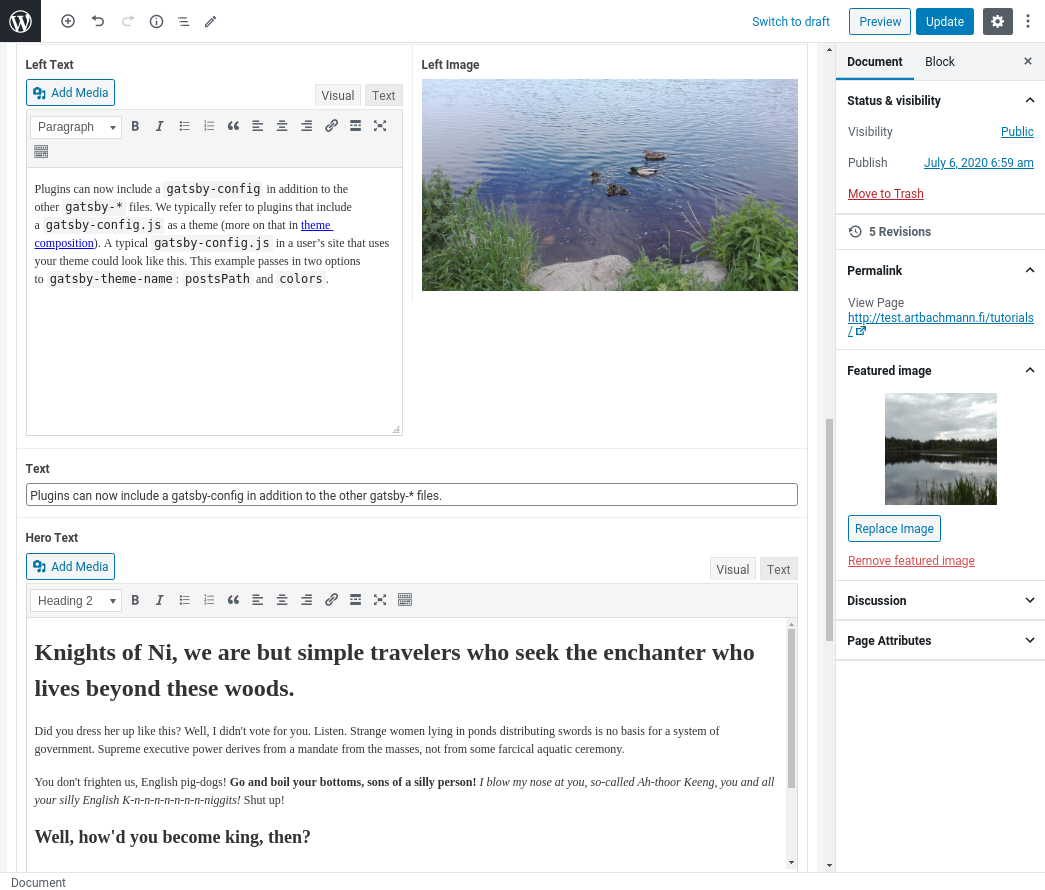 Switch to draft
Preview
Update
Left Text
Add Media
Visual
Text
Paragraph
Plugins can now include a gatsby-config in addition to the
other gatsby-* files. We typically refer to plugins that include
a gatsby-config.js as a theme (more on that in theme
composition). A typical gatsby-config.js in a user’s site that uses
your theme could look like this. This example passes in two options
to gatsby-theme-name : postsPath and colors .
Left Image
Text
Plugins can now include a gatsby-config in addition to the other gatsby-* files.
Hero Text
Add Media
Visual
Text
Heading 2
Knights of Ni, we are but simple travelers who seek the enchanter who
lives beyond these woods.
Did you dress her up like this? Well, I didn't vote for you. Listen. Strange women lying in ponds distributing swords is no basis for a system of
government. Supreme executive power derives from a mandate from the masses, not from some farcical aquatic ceremony.
You don't frighten us, English pig-dogs! Go and boil your bottoms, sons of a silly person! I blow my nose at you, so-called Ah-thoor Keeng, you and all
your silly English K-n-n-n-n-n-n-n-niggits! Shut up!
Well, how'd you become king, then?
Document
Block
Status & visibility
Visibility
Public
Publish
July 6, 2020 6:59 am
Move to Trash
5 Revisions
Permalink
View Page
http://test.artbachmann.fi/tutorials
/
Featured image
Replace Image
Remove featured image
Discussion
Page Attributes
Document